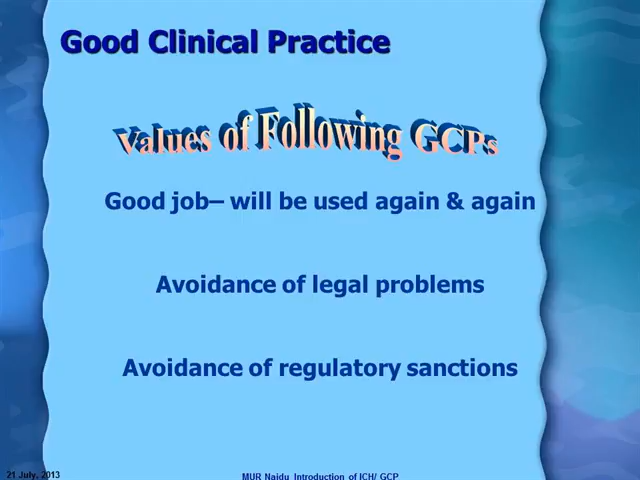 Good Clinical Practice
Values of Following GCPs
Good job– will be used again & again
Avoidance of legal problems
Avoidance of regulatory sanctions
21 July, 2013
MUR Naidu Introduction of ICH/ GCP